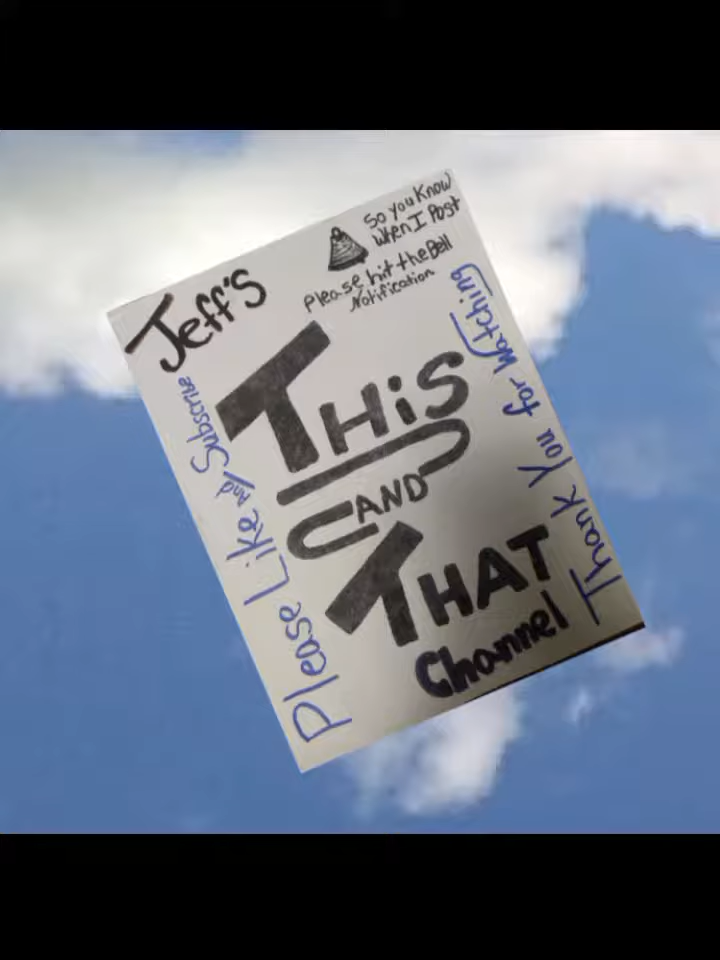 Jeff's
So you know
when I Post
Please hit the Bell
Notification
THiS
AND
THAT
Channel
Please Like and Subscribe
Thank You for Watching